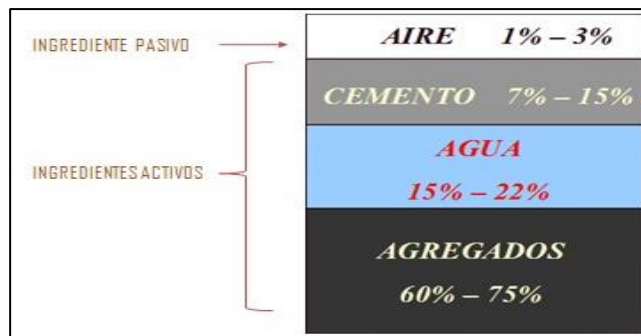 INGREDIENTE PASIVO
AIRE 1% – 3%
CEMENTO 7% – 15%
INGREDIENTES ACTIVOS
AGUA
15% – 22%
AGREGADOS
60% – 75%